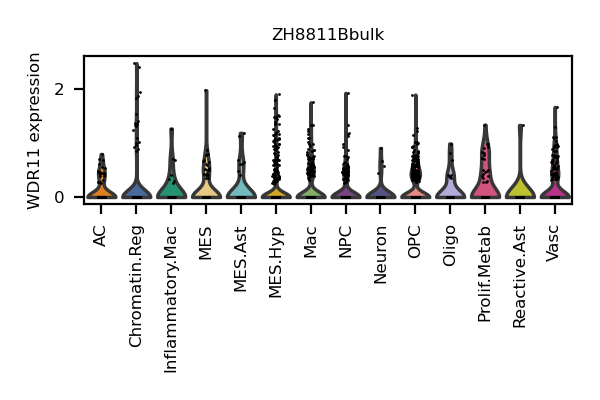 ZH8811Bbulk
WDR11 expression
2
0
AC
Chromatin.Reg
Inflammatory.Mac
MES
MES.Ast
MES.Hyp
Mac
NPC
Neuron
OPC
Oligo
Prolif.Metab
Reactive.Ast
Vasc